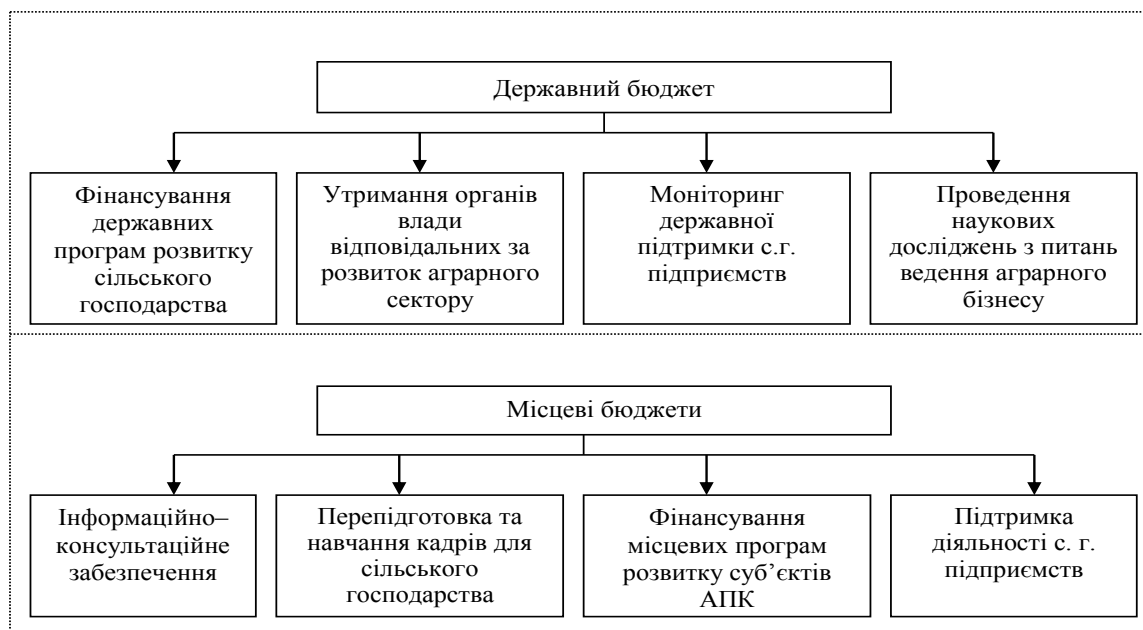 Державний бюджет
Фінансування
державних
програм розвитку
сільського
господарства
Утримання органів
влади
відповідальних за
розвиток аграрного
сектору
Моніторинг
державної
підтримки с.г.
підприємств
Проведення
наукових
досліджень з питань
ведення аграрного
бізнесу
Місцеві бюджети
Інформаційно–
консультаційне
забезпечення
Перепідготовка та
навчання кадрів для
сільського
господарства
Фінансування
місцевих програм
розвитку суб’єктів
АПК
Підтримка
діяльності с. г.
підприємств